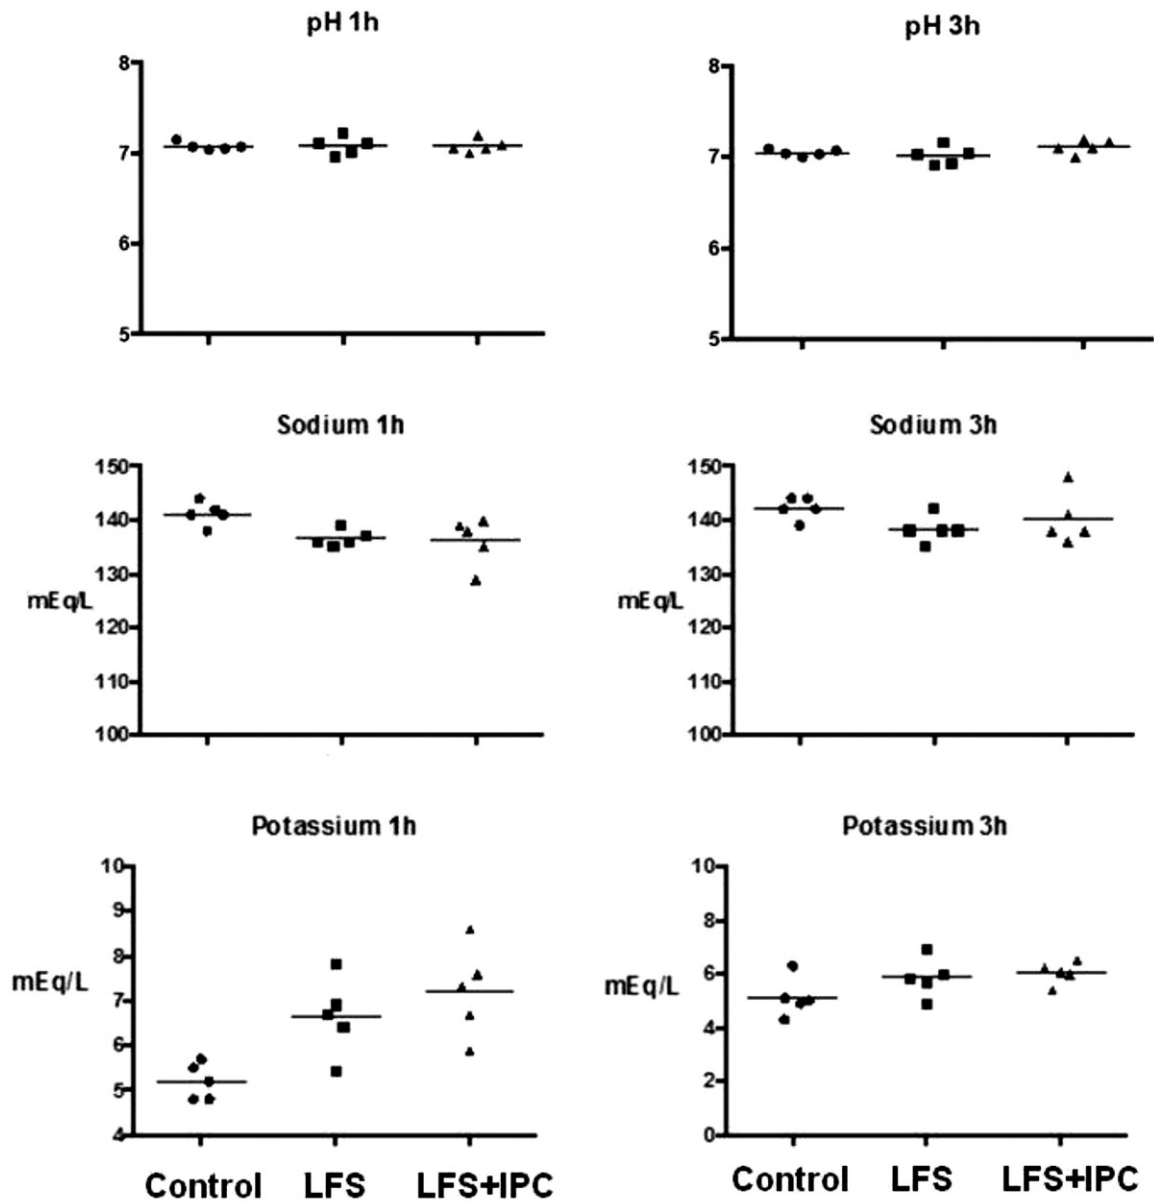 pH 1h
8
7
6
5
pH 3h
8
7
6
5
Sodium 1h
150
140
130
mEq/L
120
110
100
Sodium 3h
150
140
130
mEq/L
120
110
100
Potassium 1h
10
9
8
mEq/L
7
6
5
4
Control LFS LFS+IPC
Potassium 3h
10
8
6
mEq/L
4
2
0
Control LFS LFS+IPC